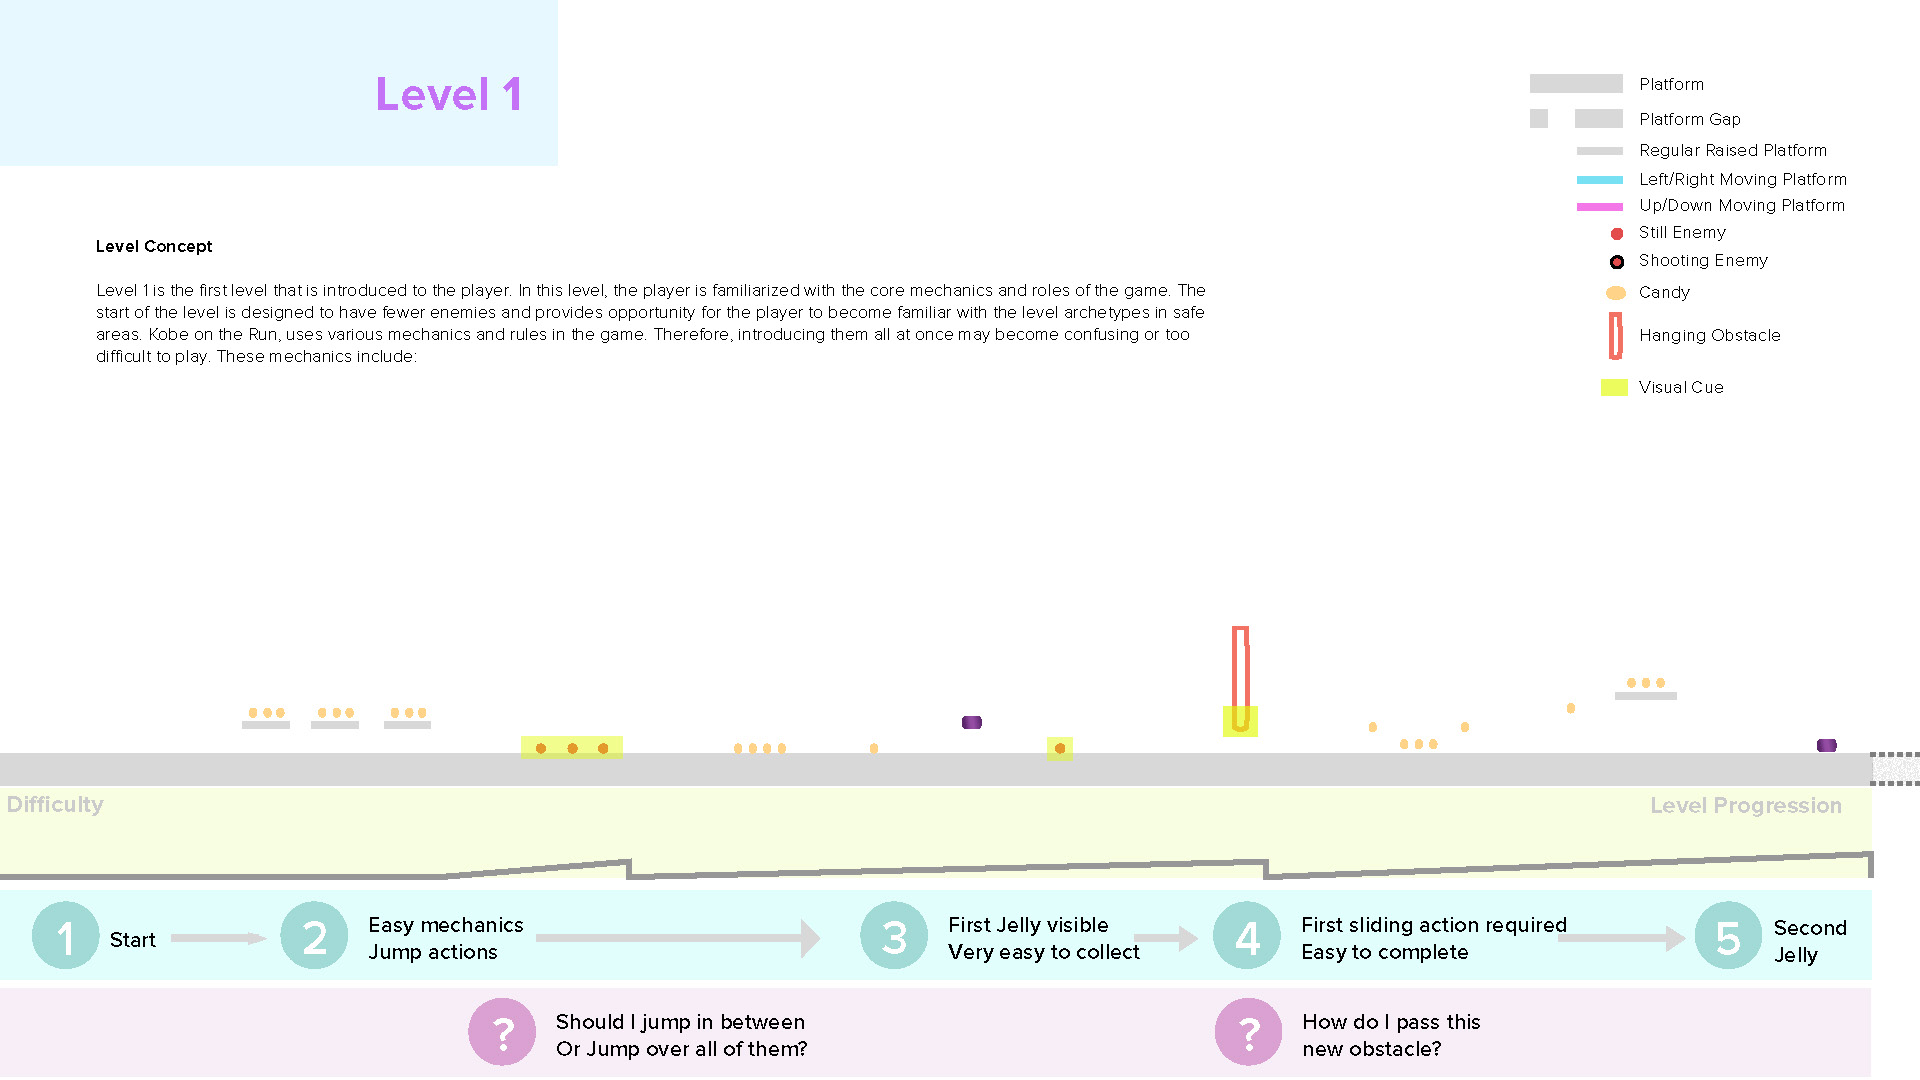 Level 1
Platform
Platform Gap
Regular Raised Platform
Left/Right Moving Platform
Up/Down Moving Platform
Still Enemy
Shooting Enemy
Candy
Hanging Obstacle
Visual Cue
Level Concept
Level 1 is the first level that is introduced to the player. In this level, the player is familiarized with the core mechanics and roles of the game. The
start of the level is designed to have fewer enemies and provides opportunity for the player to become familiar with the level archetypes in safe
areas. Kobe on the Run, uses various mechanics and rules in the game. Therefore, introducing them all at once may become confusing or too
difficult to play. These mechanics include:
Difficulty
Level Progression
1
Start
2
Easy mechanics
Jump actions
3
First Jelly visible
Very easy to collect
4
First sliding action required
Easy to complete
5
Second
Jelly
?
Should I jump in between
Or Jump over all of them?
?
How do I pass this
new obstacle?